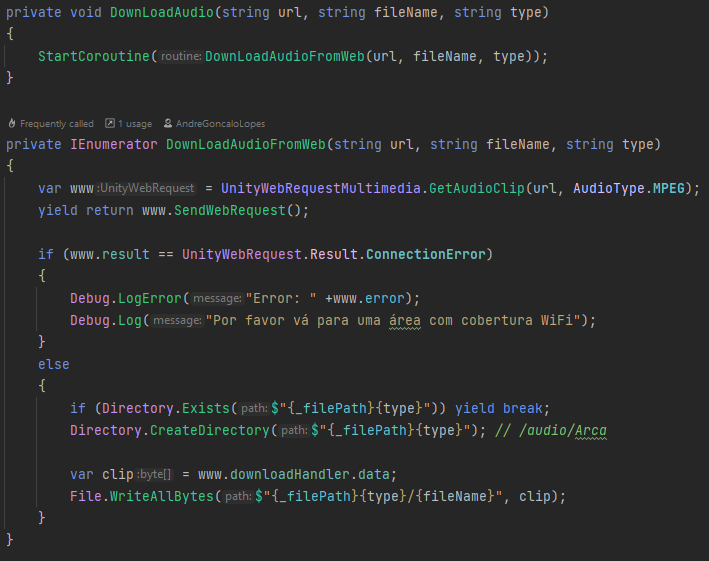 private void DownLoadAudio(string url, string fileName, string type)
{
StartCoroutine(routine:DownLoadAudioFromWeb(url, fileName, type));
}
Frequently called 1 usage AndreGoncaloLopes
private IEnumerator DownLoadAudioFromWeb(string url, string fileName, string type)
{
var www:UnityWebRequest = UnityWebRequestMultimedia.GetAudioClip(url, AudioType.MPEG);
yield return www.SendWebRequest();
if (www.result == UnityWebRequest.Result.ConnectionError)
{
Debug.LogError(message:"Error: " +www.error);
Debug.Log(message:"Por favor vá para uma área com cobertura WiFi");
}
else
{
if (Directory.Exists(path:$"{_filePath}{type}")) yield break;
Directory.CreateDirectory(path:$"{_filePath}{type}"); // /audio/Arca
var clip:byte[] = www.downloadHandler.data;
File.WriteAllBytes(path:$"{_filePath}{type}/{fileName}", clip);
}
}